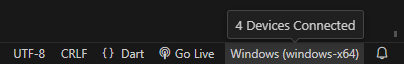 4 Devices Connected
UTF-8 CRLF {} Dart Go Live Windows (windows-x64)